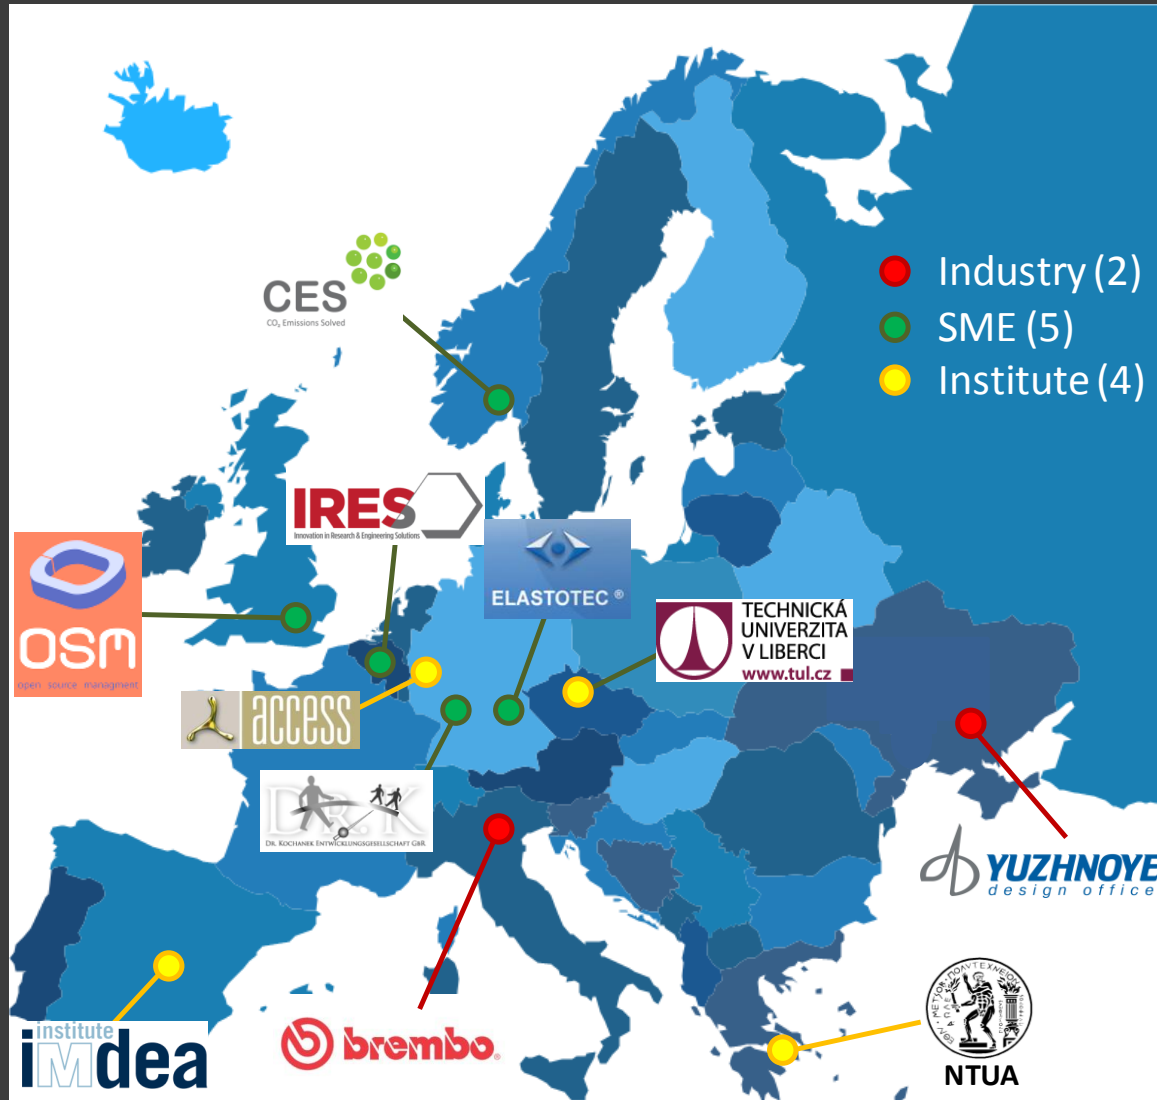 CES
CO₂ Emissions Solved
Industry (2)
SME (5)
Institute (4)
IRES
Innovation in Research & Engineering Solutions
ELASTOTEC ®
OSM
open source managment
TECHNICKÁ
UNIVERZITA
V LIBERCI
www.tul.cz
access
DR. K
DR. KOCHANEK ENTWICKLUNGSGESELLSCHAFT GBR
YUZHNOYE
design office
institute
iMdea
brembo
NTUA